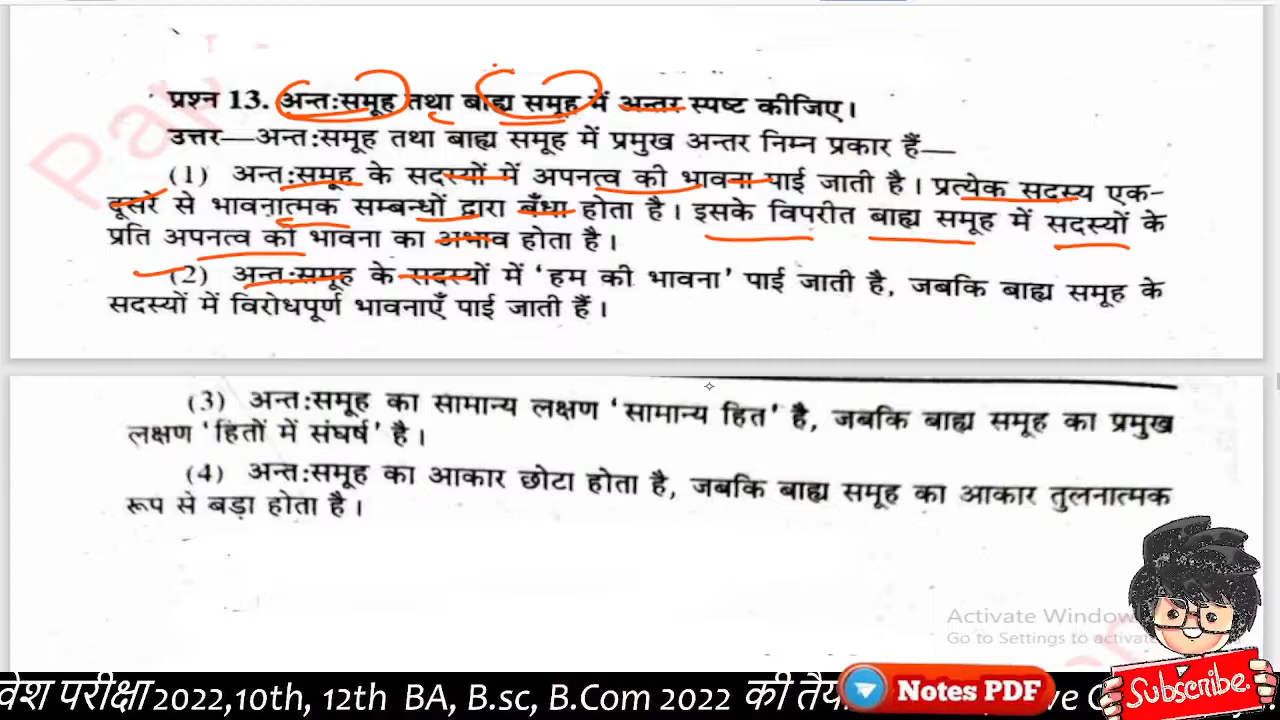 प्रश्न 13. अन्त:समूह तथा बाह्य समूह में अन्तर स्पष्ट कीजिए।
उत्तर—अन्त:समूह तथा बाह्य समूह में प्रमुख अन्तर निम्न प्रकार हैं—
(1) अन्त:समूह के सदस्यों में अपनत्व की भावना पाई जाती है। प्रत्येक सदस्य एक-
दूसरे से भावनात्मक सम्बन्धों द्वारा बँधा होता है। इसके विपरीत बाह्य समूह में सदस्यों के
प्रति अपनत्व की भावना का अभाव होता है।
(2) अन्त:समूह के सदस्यों में 'हम की भावना' पाई जाती है, जबकि बाह्य समूह के
सदस्यों में विरोधपूर्ण भावनाएँ पाई जाती हैं।
(3) अन्त:समूह का सामान्य लक्षण 'सामान्य हित' है, जबकि बाह्य समूह का प्रमुख
लक्षण 'हितों में संघर्ष' है।
(4) अन्त:समूह का आकार छोटा होता है, जबकि बाह्य समूह का आकार तुलनात्मक
रूप से बड़ा होता है।
Activate Window
Go to Settings to activat
वेश परीक्षा 2022,10th, 12th BA, B.sc, B.Com 2022 की तैय
Notes PDF
Subscribe